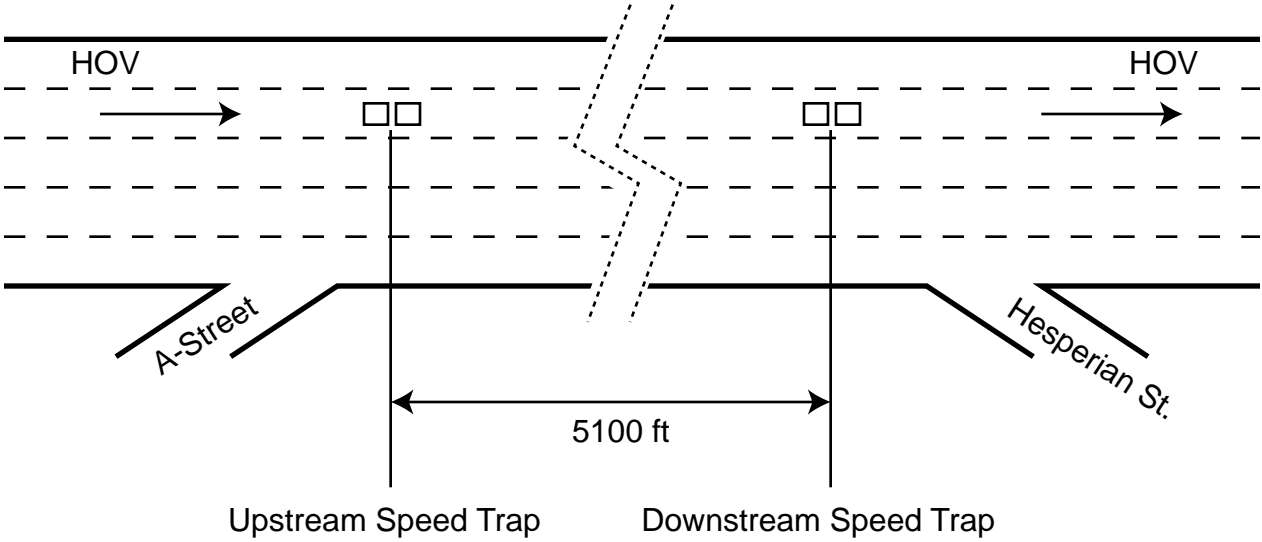 HOV
HOV
A-Street
Hesperian St.
5100 ft
Upstream Speed Trap
Downstream Speed Trap